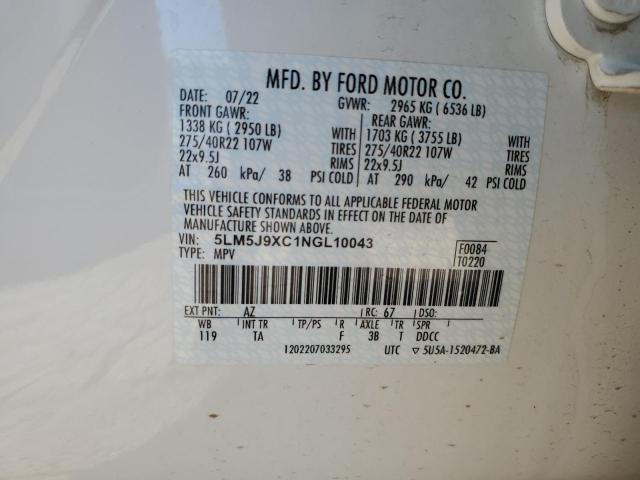 MFD. BY FORD MOTOR CO.
DATE: 07/22 GVWR: 2965 KG ( 6536 LB)
FRONT GAWR: REAR GAWR:
1338 KG ( 2950 LB) WITH 1703 KG ( 3755 LB) WITH
275/40R22 107W TIRES 275/40R22 107W TIRES
22x9.5J RIMS 22x9.5J RIMS
AT 260 kPa/ 38 PSI COLD AT 290 kPa/ 42 PSI COLD
THIS VEHICLE CONFORMS TO ALL APPLICABLE FEDERAL MOTOR
VEHICLE SAFETY STANDARDS IN EFFECT ON THE DATE OF
MANUFACTURE SHOWN ABOVE.
VIN: 5LM5J9XC1NGL10043 F0084
TYPE: MPV T0220
EXT PNT: AZ RC: 67 DSO:
WB INT TR TP/PS R AXLE TR SPR
119 TA F 3B T DDCC
1202207033295 UTC ▽5U5A-1520472-BA